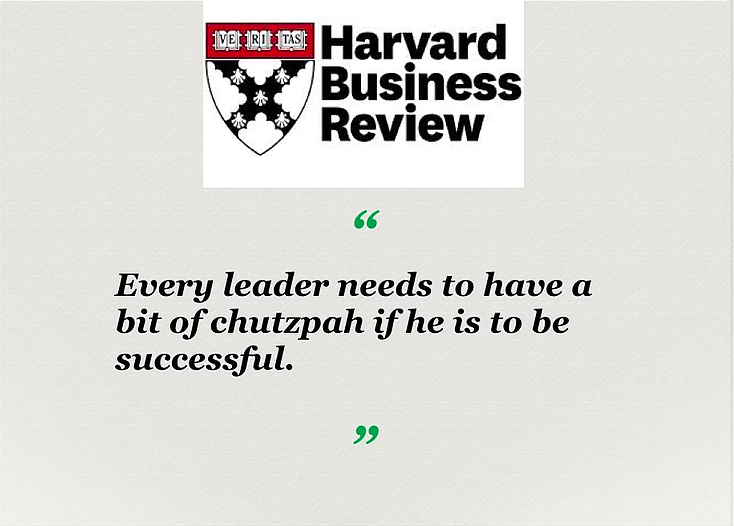 VE RI TAS
Harvard
Business
Review
“
Every leader needs to have a
bit of chutzpah if he is to be
successful.
”